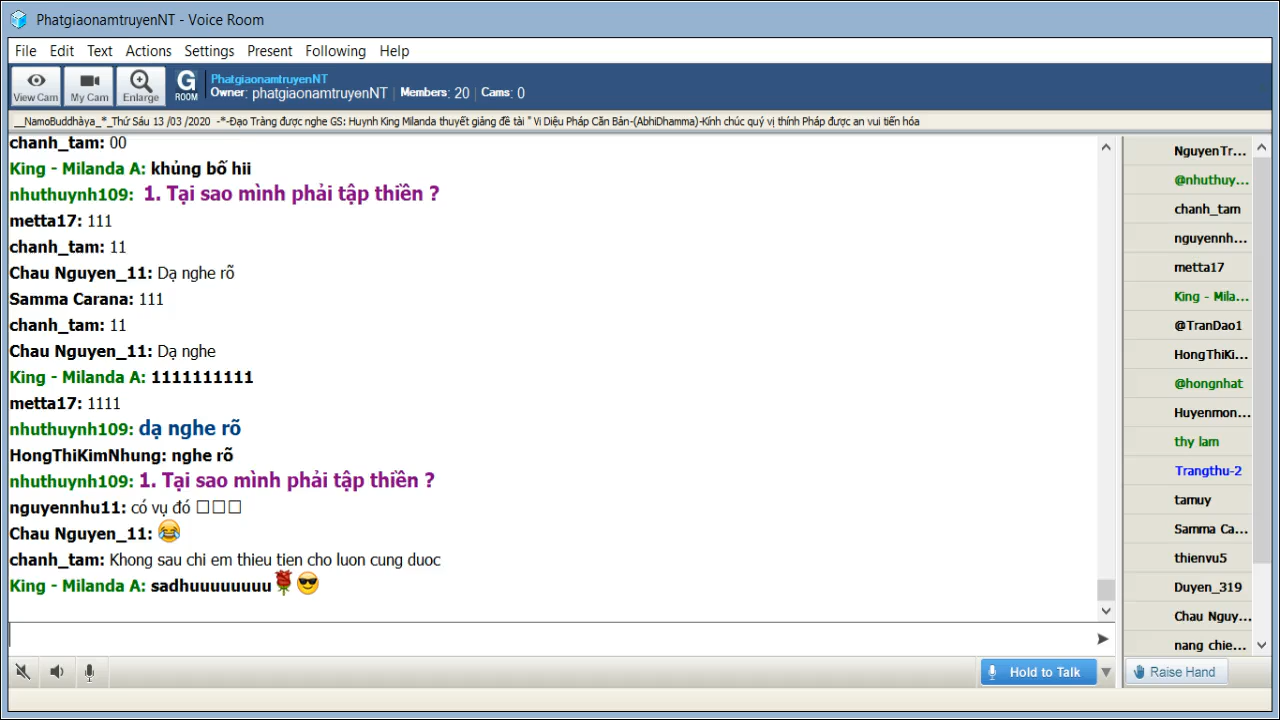 PhatgiaonamtruyenNT - Voice Room
File Edit Text Actions Settings Present Following Help
View Cam My Cam Enlarge G ROOM
PhatgiaonamtruyenNT
Owner: phatgiaonamtruyenNT | Members: 20 | Cams: 0
__NamoBuddhàya_*_Thứ Sáu 13 /03 /2020 -*-Đạo Tràng được nghe GS: Huynh King Milanda thuyết giảng đề tài " Vi Diệu Pháp Căn Bản-(AbhiDhamma)-Kính chúc quý vị thính Pháp được an vui tiến hóa
chanh_tam: 00
King - Milanda A: khủng bố hii
nhuthuynh109: 1. Tại sao mình phải tập thiền ?
metta17: 111
chanh_tam: 11
Chau Nguyen_11: Dạ nghe rõ
Samma Carana: 111
chanh_tam: 11
Chau Nguyen_11: Dạ nghe
King - Milanda A: 1111111111
metta17: 1111
nhuthuynh109: dạ nghe rõ
HongThiKimNhung: nghe rõ
nhuthuynh109: 1. Tại sao mình phải tập thiền ?
nguyennhu11: có vụ đó □□□
Chau Nguyen_11: 😂
chanh_tam: Khong sau chi em thieu tien cho luon cung duoc
King - Milanda A: sadhuuuuuuuu🌹😎
NguyenTr...
@nhuthuy...
chanh_tam
nguyennh...
metta17
King - Mila...
@TranDao1
HongThiKi...
@hongnhat
Huyenmon...
thy lam
Trangthu-2
tamuy
Samma Ca...
thienvu5
Duyen_319
Chau Nguy...
nang chie...
Hold to Talk
Raise Hand